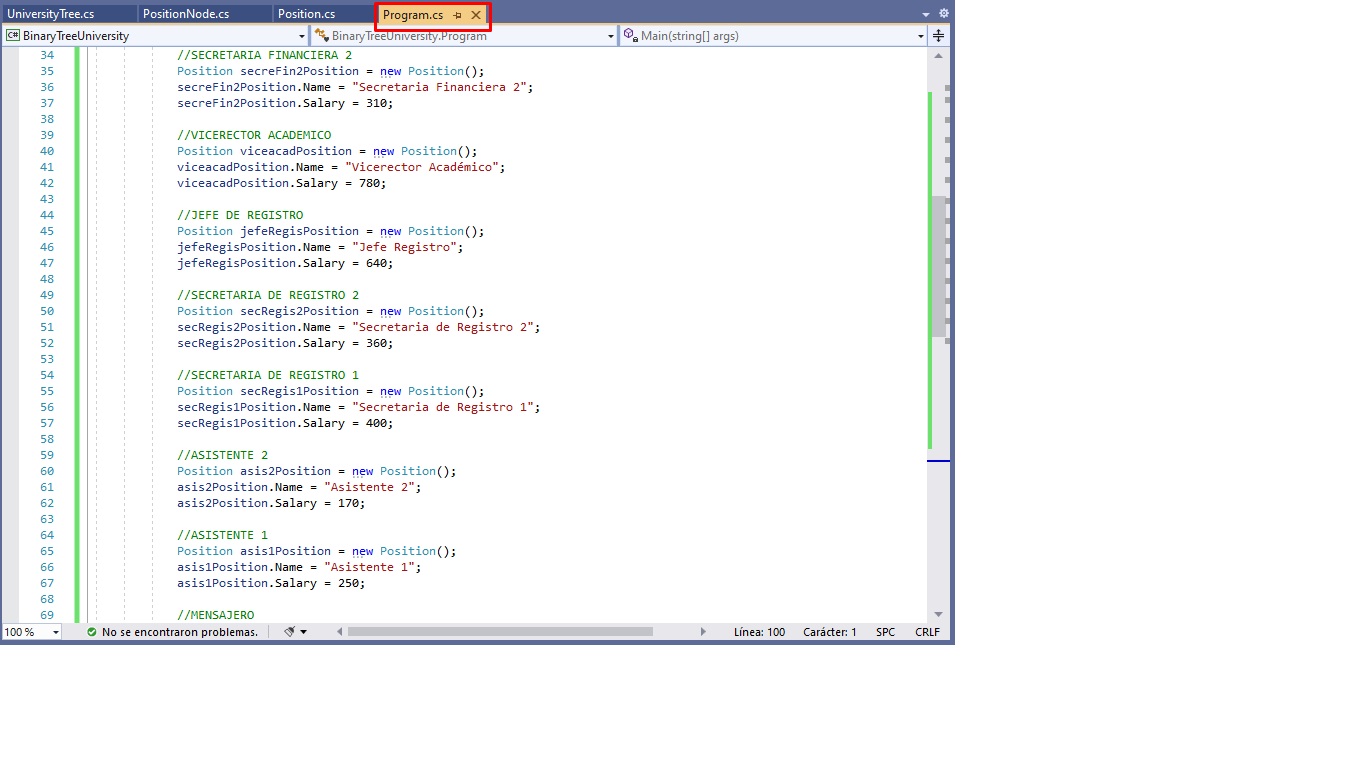 UniversityTree.cs PositionNode.cs Position.cs Program.cs
C# BinaryTreeUniversity BinaryTreeUniversity.Program Main(string[] args)
34 //SECRETARIA FINANCIERA 2
35 Position secreFin2Position = new Position();
36 secreFin2Position.Name = "Secretaria Financiera 2";
37 secreFin2Position.Salary = 310;
38
39 //VICERECTOR ACADEMICO
40 Position viceacadPosition = new Position();
41 viceacadPosition.Name = "Vicerector Académico";
42 viceacadPosition.Salary = 780;
43
44 //JEFE DE REGISTRO
45 Position jefeRegisPosition = new Position();
46 jefeRegisPosition.Name = "Jefe Registro";
47 jefeRegisPosition.Salary = 640;
48
49 //SECRETARIA DE REGISTRO 2
50 Position secRegis2Position = new Position();
51 secRegis2Position.Name = "Secretaria de Registro 2";
52 secRegis2Position.Salary = 360;
53
54 //SECRETARIA DE REGISTRO 1
55 Position secRegis1Position = new Position();
56 secRegis1Position.Name = "Secretaria de Registro 1";
57 secRegis1Position.Salary = 400;
58
59 //ASISTENTE 2
60 Position asis2Position = new Position();
61 asis2Position.Name = "Asistente 2";
62 asis2Position.Salary = 170;
63
64 //ASISTENTE 1
65 Position asis1Position = new Position();
66 asis1Position.Name = "Asistente 1";
67 asis1Position.Salary = 250;
68
69 //MENSAJERO
100 % No se encontraron problemas. Línea: 100 Carácter: 1 SPC CRLF